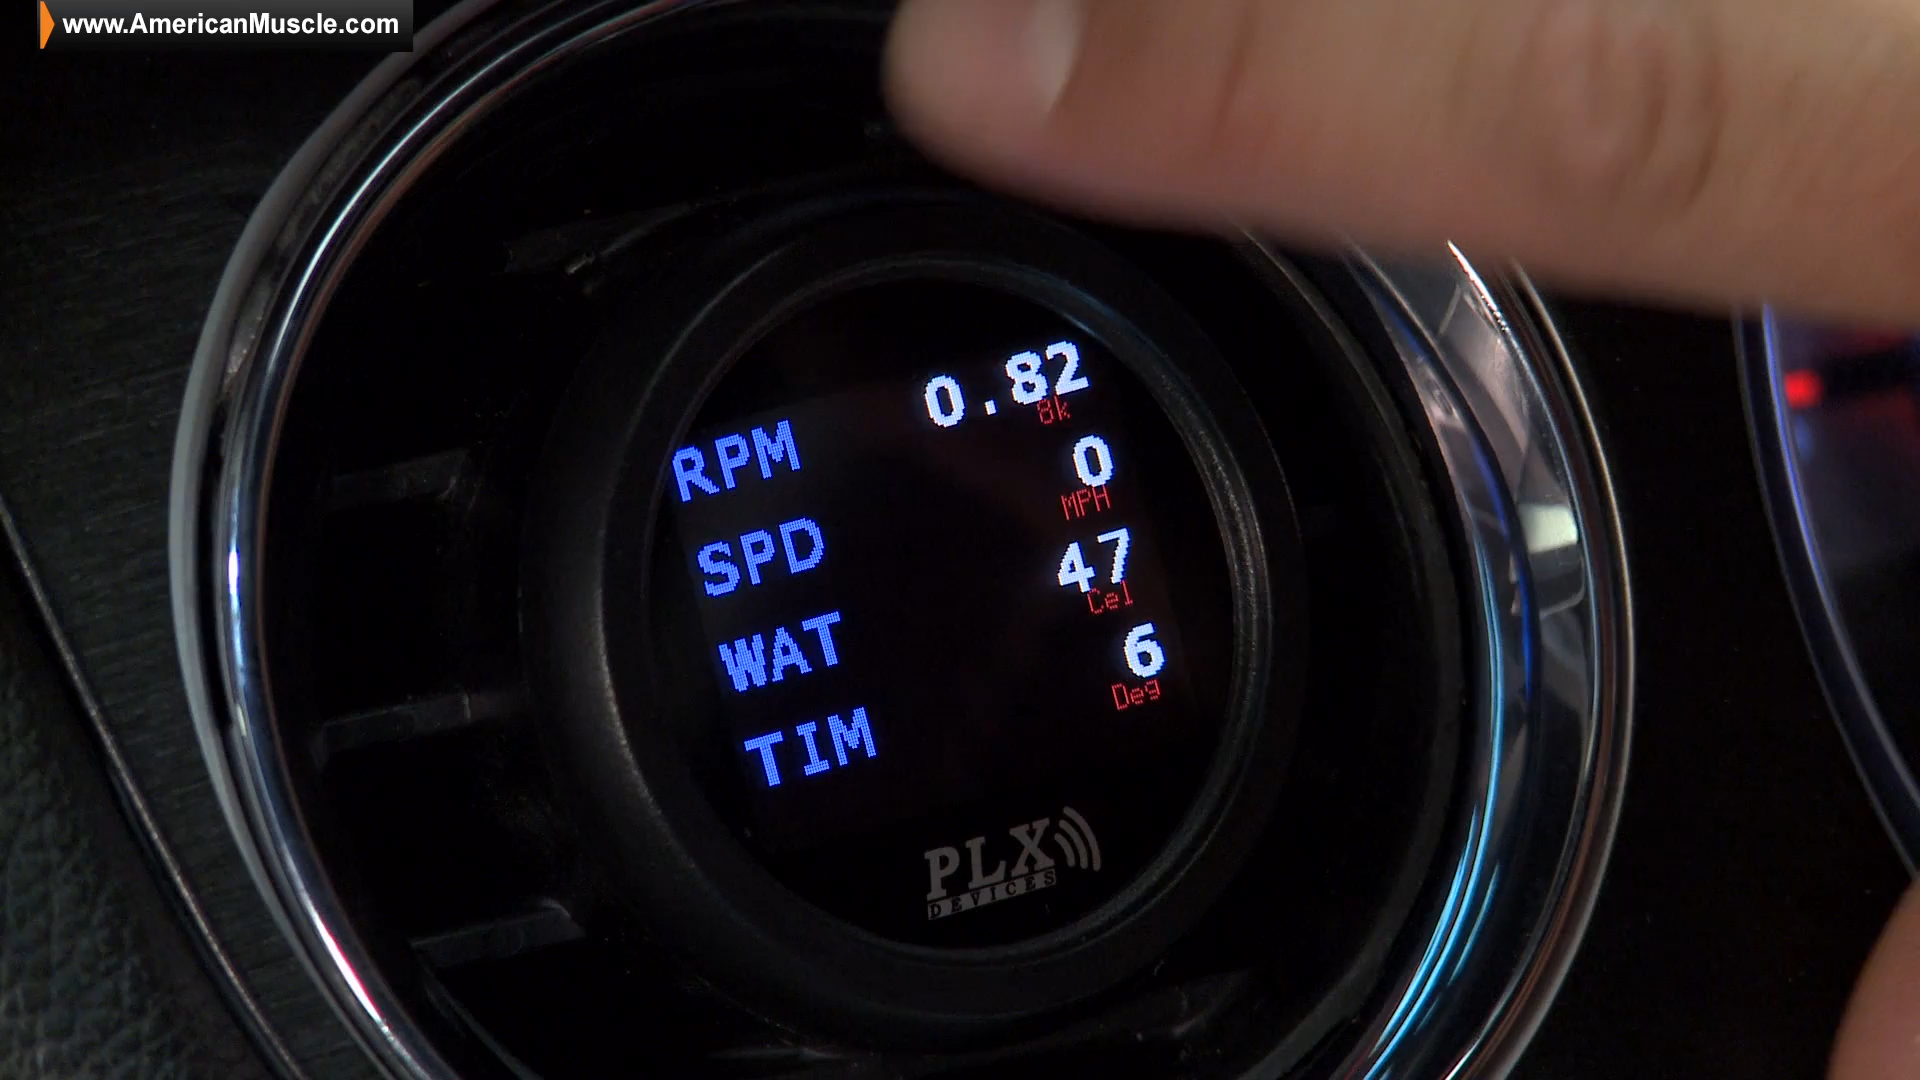 www.AmericanMuscle.com
RPM 0.82
8k
SPD 0
MPH
WAT 47
Cel
TIM 6
Deg
PLX
DEVICES